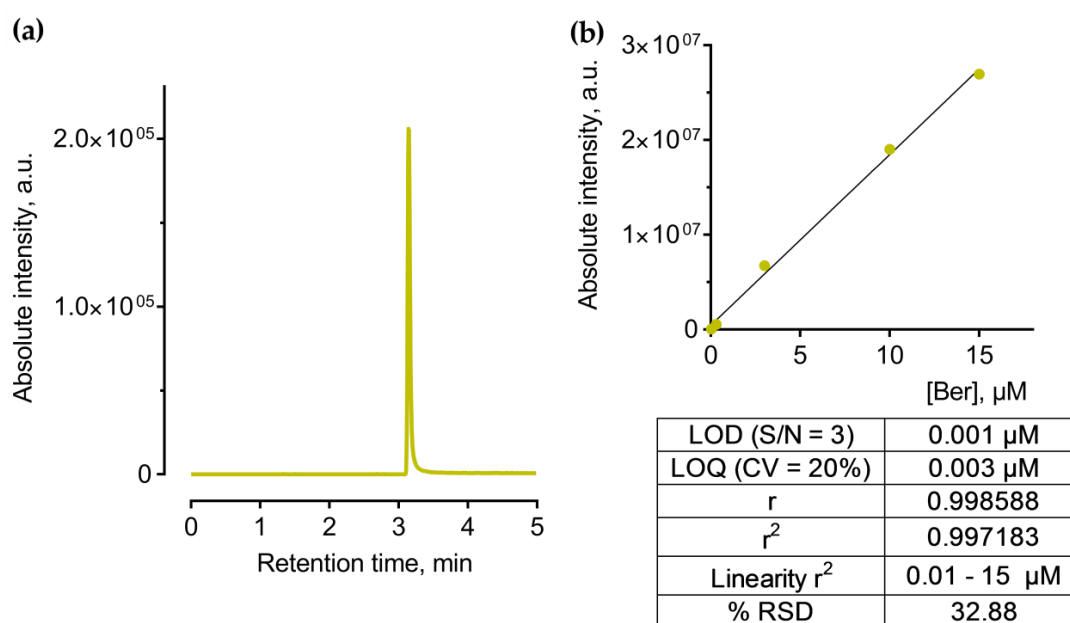 (a)
Absolute intensity, a.u.
2.0×10⁰⁵
1.0×10⁰⁵
0
0 1 2 3 4 5
Retention time, min
(b)
Absolute intensity, a.u.
3×10⁰⁷
2×10⁰⁷
1×10⁰⁷
0
0 5 10 15
[Ber], µM
LOD (S/N = 3) 0.001 µM
LOQ (CV = 20%) 0.003 µM
r 0.998588
r² 0.997183
Linearity r² 0.01 - 15 µM
% RSD 32.88